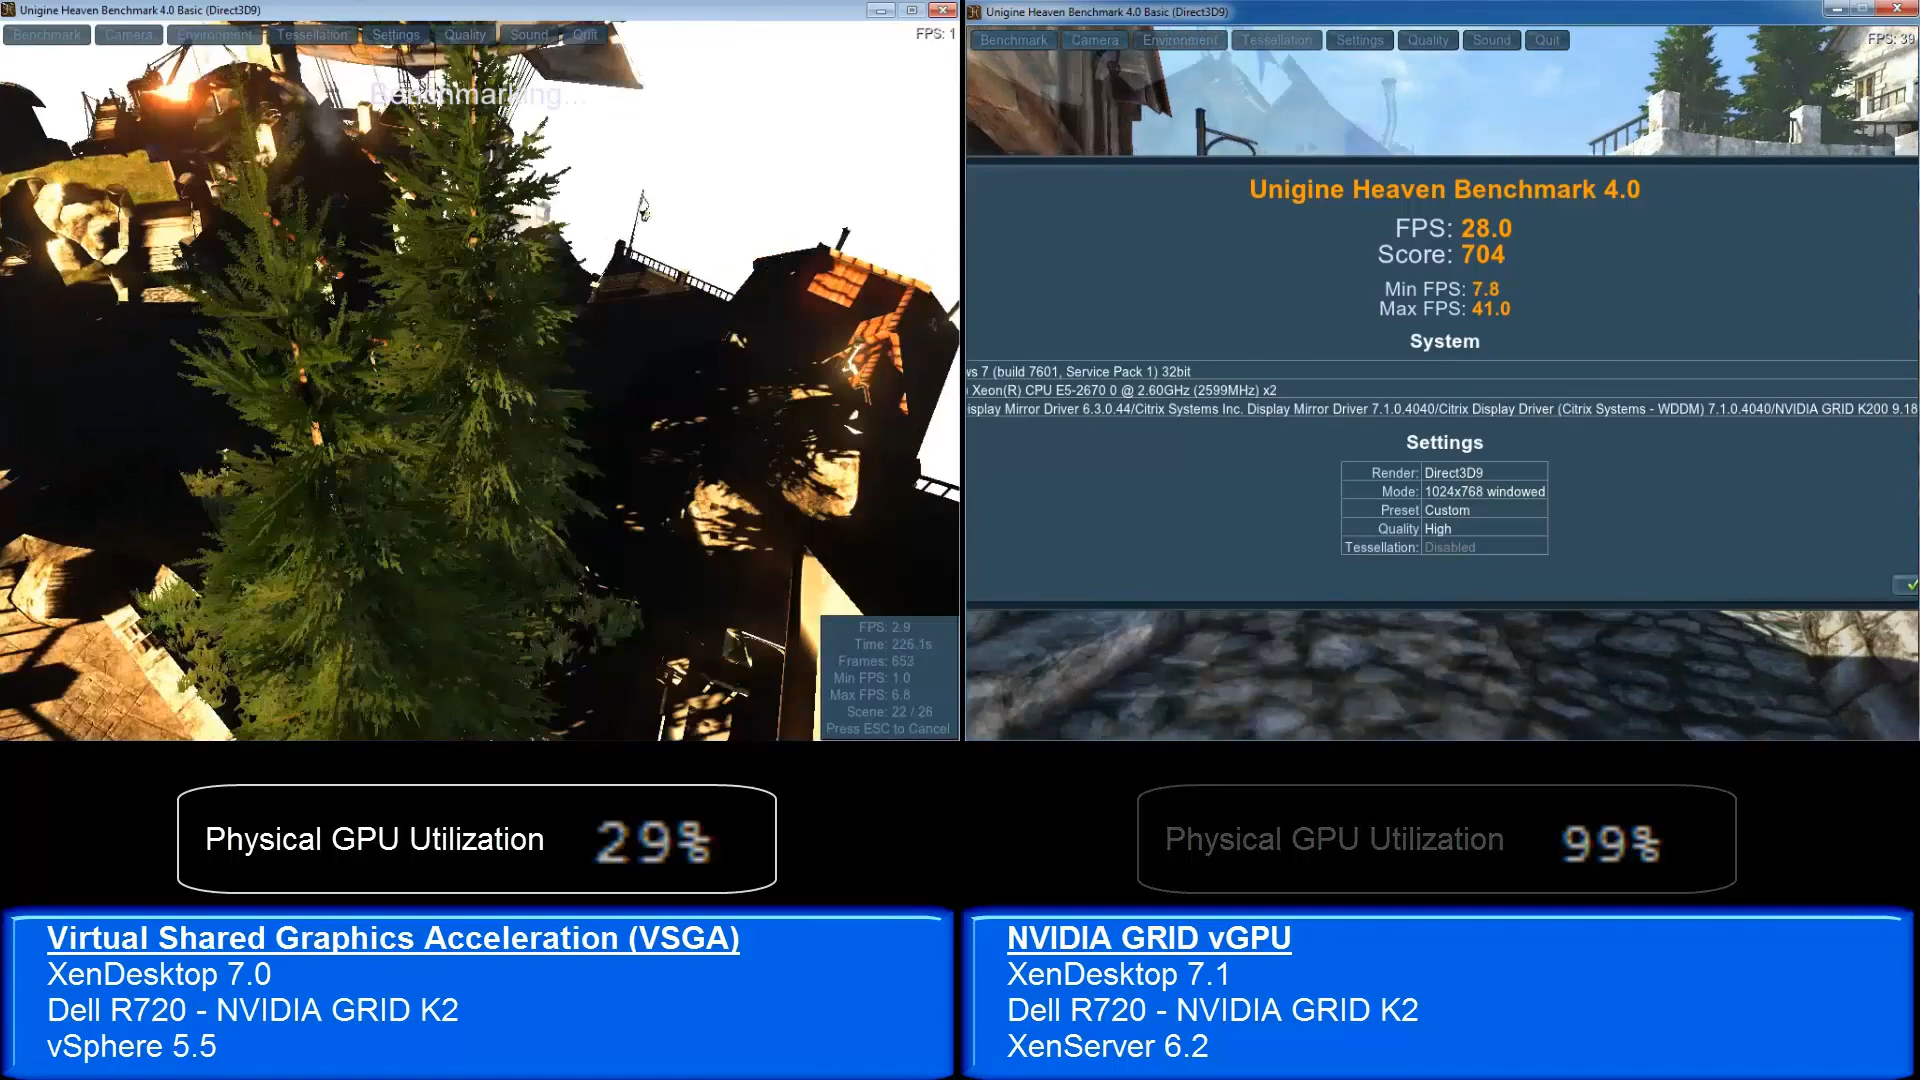 Unigine Heaven Benchmark 4.0 Basic (Direct3D9)
Benchmark Camera Environment Tessellation Settings Quality Sound Quit
FPS: 1
Benchmarking...
FPS: 2.9
Time: 226.1s
Frames: 653
Min FPS: 1.0
Max FPS: 6.8
Scene: 22 / 26
Press ESC to Cancel
Unigine Heaven Benchmark 4.0 Basic (Direct3D9)
Benchmark Camera Environment Tessellation Settings Quality Sound Quit
FPS: 39
Unigine Heaven Benchmark 4.0
FPS: 28.0
Score: 704
Min FPS: 7.8
Max FPS: 41.0
System
ws 7 (build 7601, Service Pack 1) 32bit
Xeon(R) CPU E5-2670 0 @ 2.60GHz (2599MHz) x2
isplay Mirror Driver 6.3.0.44/Citrix Systems Inc. Display Mirror Driver 7.1.0.4040/Citrix Display Driver (Citrix Systems - WDDM) 7.1.0.4040/NVIDIA GRID K200 9.18
Settings
Render: Direct3D9
Mode: 1024x768 windowed
Preset Custom
Quality High
Tessellation: Disabled
Physical GPU Utilization 29%
Physical GPU Utilization 99%
Virtual Shared Graphics Acceleration (VSGA)
XenDesktop 7.0
Dell R720 - NVIDIA GRID K2
vSphere 5.5
NVIDIA GRID vGPU
XenDesktop 7.1
Dell R720 - NVIDIA GRID K2
XenServer 6.2